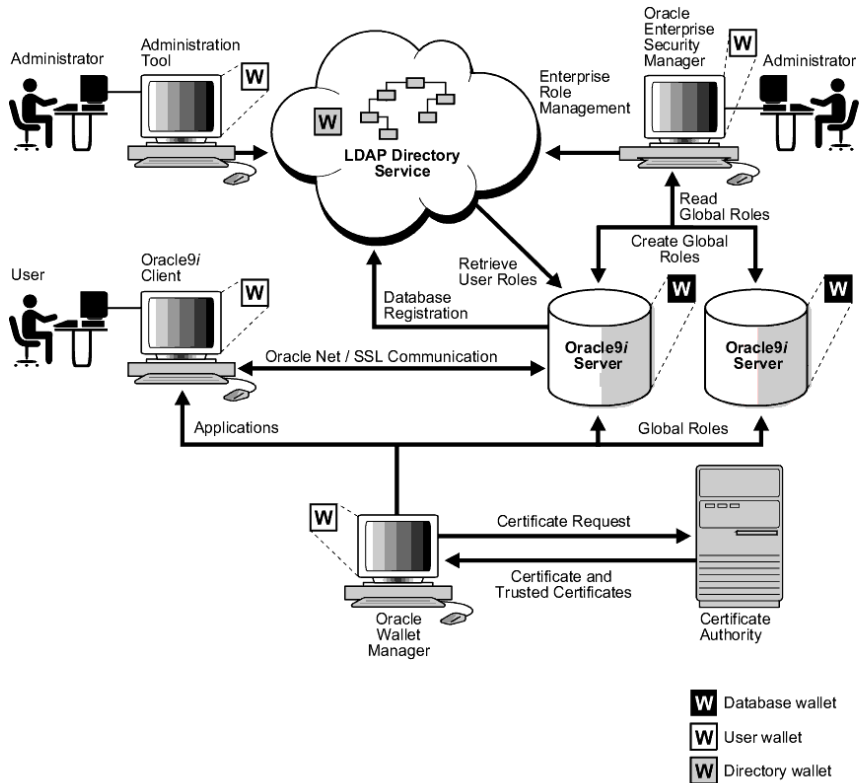 Administrator
Administration
Tool
W
W
LDAP Directory
Service
Enterprise
Role
Management
Oracle
Enterprise
Security
Manager
W
Administrator
Read
Global Roles
Create Global
Roles
Retrieve
User Roles
Database
Registration
User
Oracle9i
Client
W
Oracle Net / SSL Communication
Oracle9i
Server
W
Oracle9i
Server
W
Applications
Global Roles
W
Oracle
Wallet
Manager
Certificate Request
Certificate and
Trusted Certificates
Certificate
Authority
W Database wallet
W User wallet
W Directory wallet